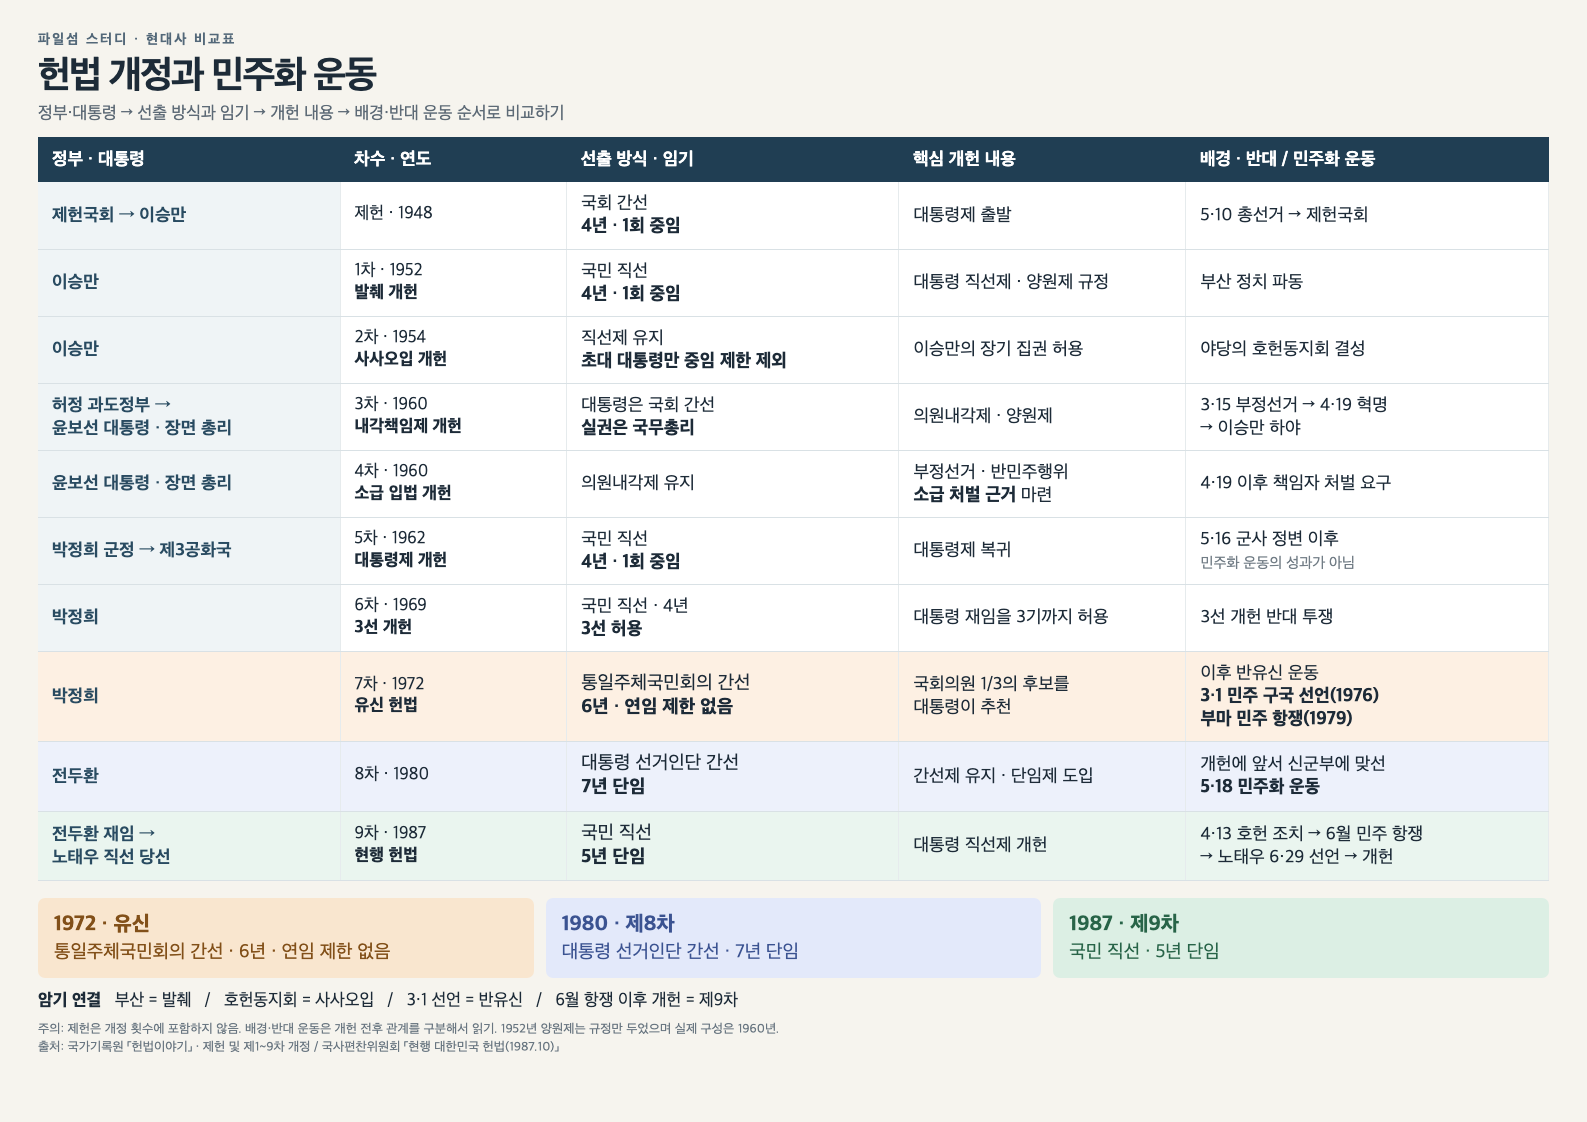 파일섬 스터디 · 현대사 비교표
헌법 개정과 민주화 운동
정부·대통령 → 선출 방식과 임기 → 개헌 내용 → 배경·반대 운동 순서로 비교하기
정부 · 대통령
차수 · 연도
선출 방식 · 임기
핵심 개헌 내용
배경 · 반대 / 민주화 운동
제헌국회 → 이승만
제헌 · 1948
국회 간선
4년 · 1회 중임
대통령제 출발
5·10 총선거 → 제헌국회
이승만
1차 · 1952
발췌 개헌
국민 직선
4년 · 1회 중임
대통령 직선제 · 양원제 규정
부산 정치 파동
이승만
2차 · 1954
사사오입 개헌
직선제 유지
초대 대통령만 중임 제한 제외
이승만의 장기 집권 허용
야당의 호헌동지회 결성
허정 과도정부 →
윤보선 대통령 · 장면 총리
3차 · 1960
내각책임제 개헌
대통령은 국회 간선
실권은 국무총리
의원내각제 · 양원제
3·15 부정선거 → 4·19 혁명
→ 이승만 하야
윤보선 대통령 · 장면 총리
4차 · 1960
소급 입법 개헌
의원내각제 유지
부정선거 · 반민주행위
소급 처벌 근거 마련
4·19 이후 책임자 처벌 요구
박정희 군정 → 제3공화국
5차 · 1962
대통령제 개헌
국민 직선
4년 · 1회 중임
대통령제 복귀
5·16 군사 정변 이후
민주화 운동의 성과가 아님
박정희
6차 · 1969
3선 개헌
국민 직선 · 4년
3선 허용
대통령 재임을 3기까지 허용
3선 개헌 반대 투쟁
박정희
7차 · 1972
유신 헌법
통일주체국민회의 간선
6년 · 연임 제한 없음
국회의원 1/3의 후보를
대통령이 추천
이후 반유신 운동
3·1 민주 구국 선언(1976)
부마 민주 항쟁(1979)
전두환
8차 · 1980
대통령 선거인단 간선
7년 단임
간선제 유지 · 단임제 도입
개헌에 앞서 신군부에 맞선
5·18 민주화 운동
전두환 재임 →
노태우 직선 당선
9차 · 1987
현행 헌법
국민 직선
5년 단임
대통령 직선제 개헌
4·13 호헌 조치 → 6월 민주 항쟁
→ 노태우 6·29 선언 → 개헌
1972 · 유신
통일주체국민회의 간선 · 6년 · 연임 제한 없음
1980 · 제8차
대통령 선거인단 간선 · 7년 단임
1987 · 제9차
국민 직선 · 5년 단임
암기 연결 부산 = 발췌 / 호헌동지회 = 사사오입 / 3·1 선언 = 반유신 / 6월 항쟁 이후 개헌 = 제9차
주의: 제헌은 개정 횟수에 포함하지 않음. 배경·반대 운동은 개헌 전후 관계를 구분해서 읽기. 1952년 양원제는 규정만 두었으며 실제 구성은 1960년.
출처: 국가기록원 「헌법이야기」 · 제헌 및 제1~9차 개정 / 국사편찬위원회 「현행 대한민국 헌법(1987.10)」